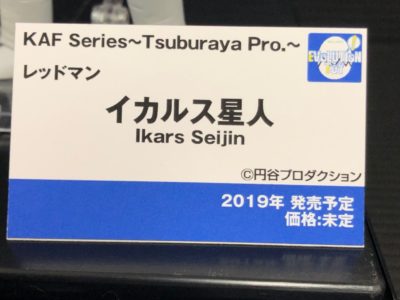 KAF Series~Tsuburaya Pro.~
レッドマン
イカルス星人
Ikars Seijin
©円谷プロダクション
2019年 発売予定
価格:未定